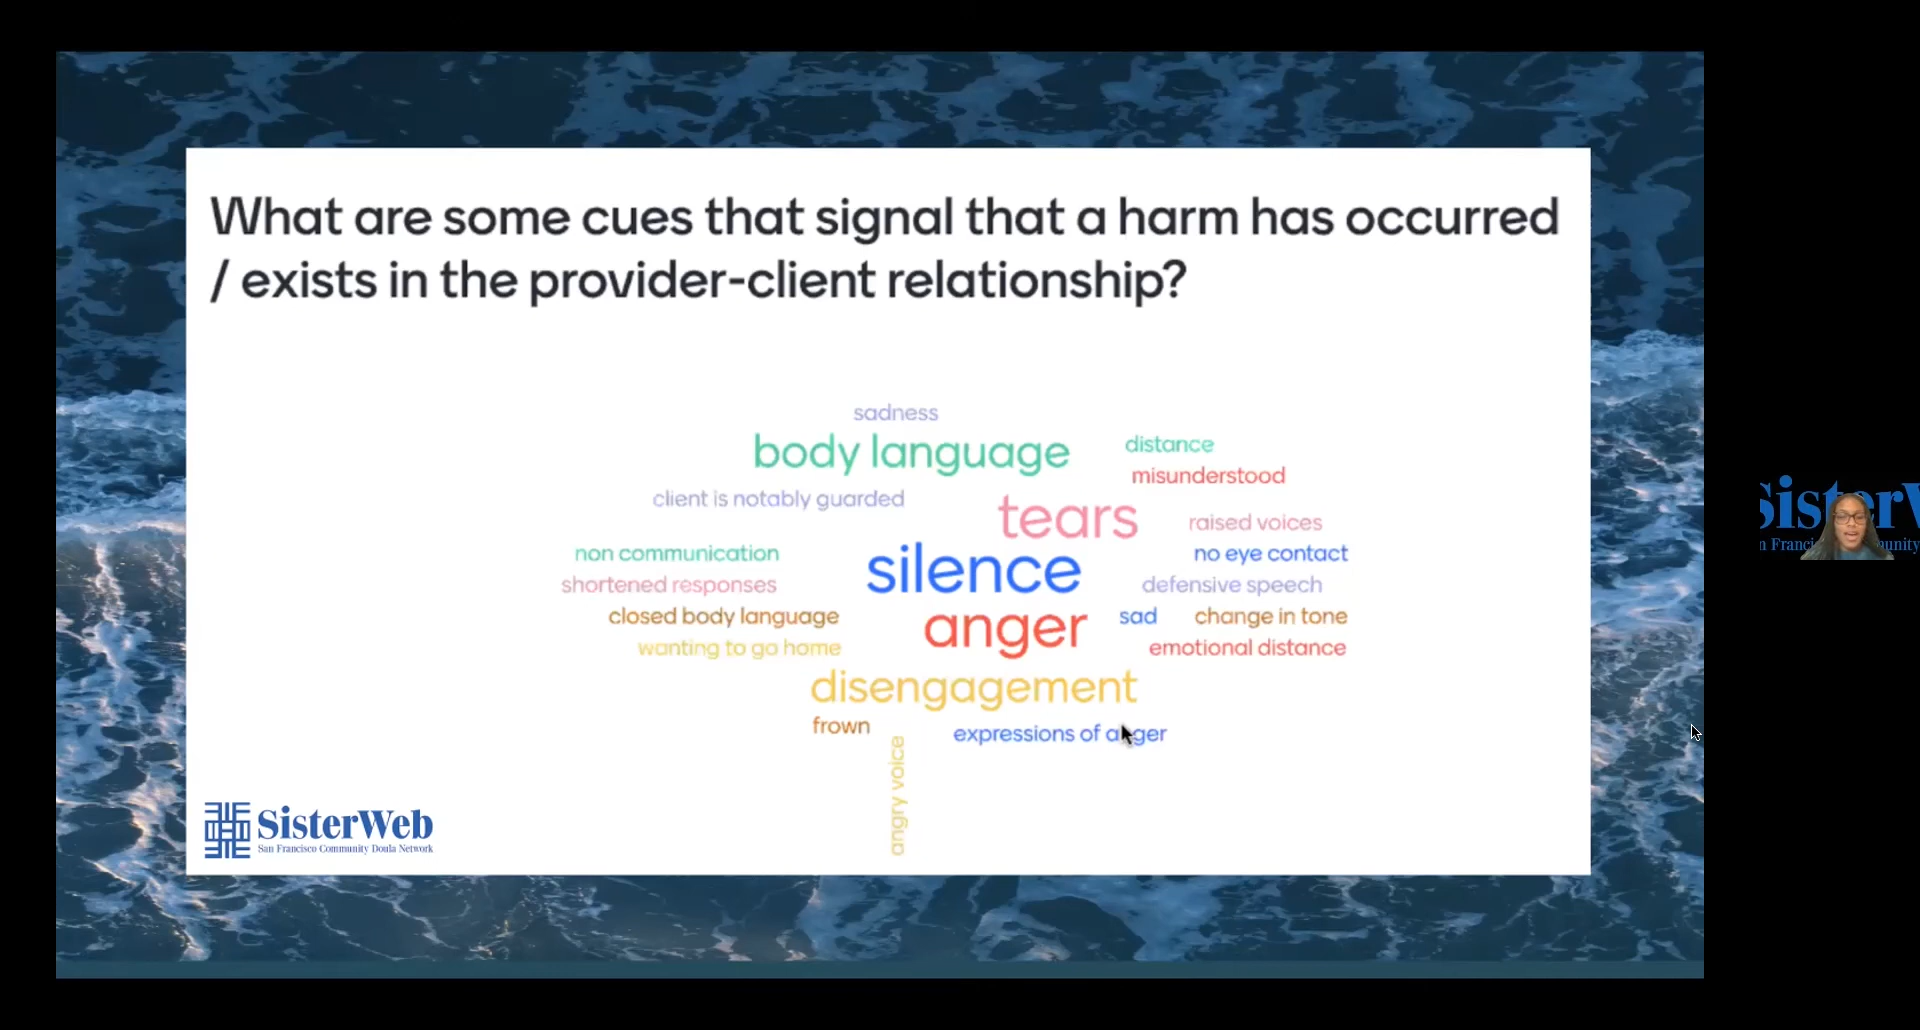 What are some cues that signal that a harm has occurred
/ exists in the provider-client relationship?
sadness
body language
distance
misunderstood
client is notably guarded
tears
raised voices
non communication
silence
no eye contact
shortened responses
defensive speech
closed body language
anger
sad
change in tone
wanting to go home
emotional distance
disengagement
frown
expressions of anger
angry voice
SisterWeb
San Francisco Community Doula Network